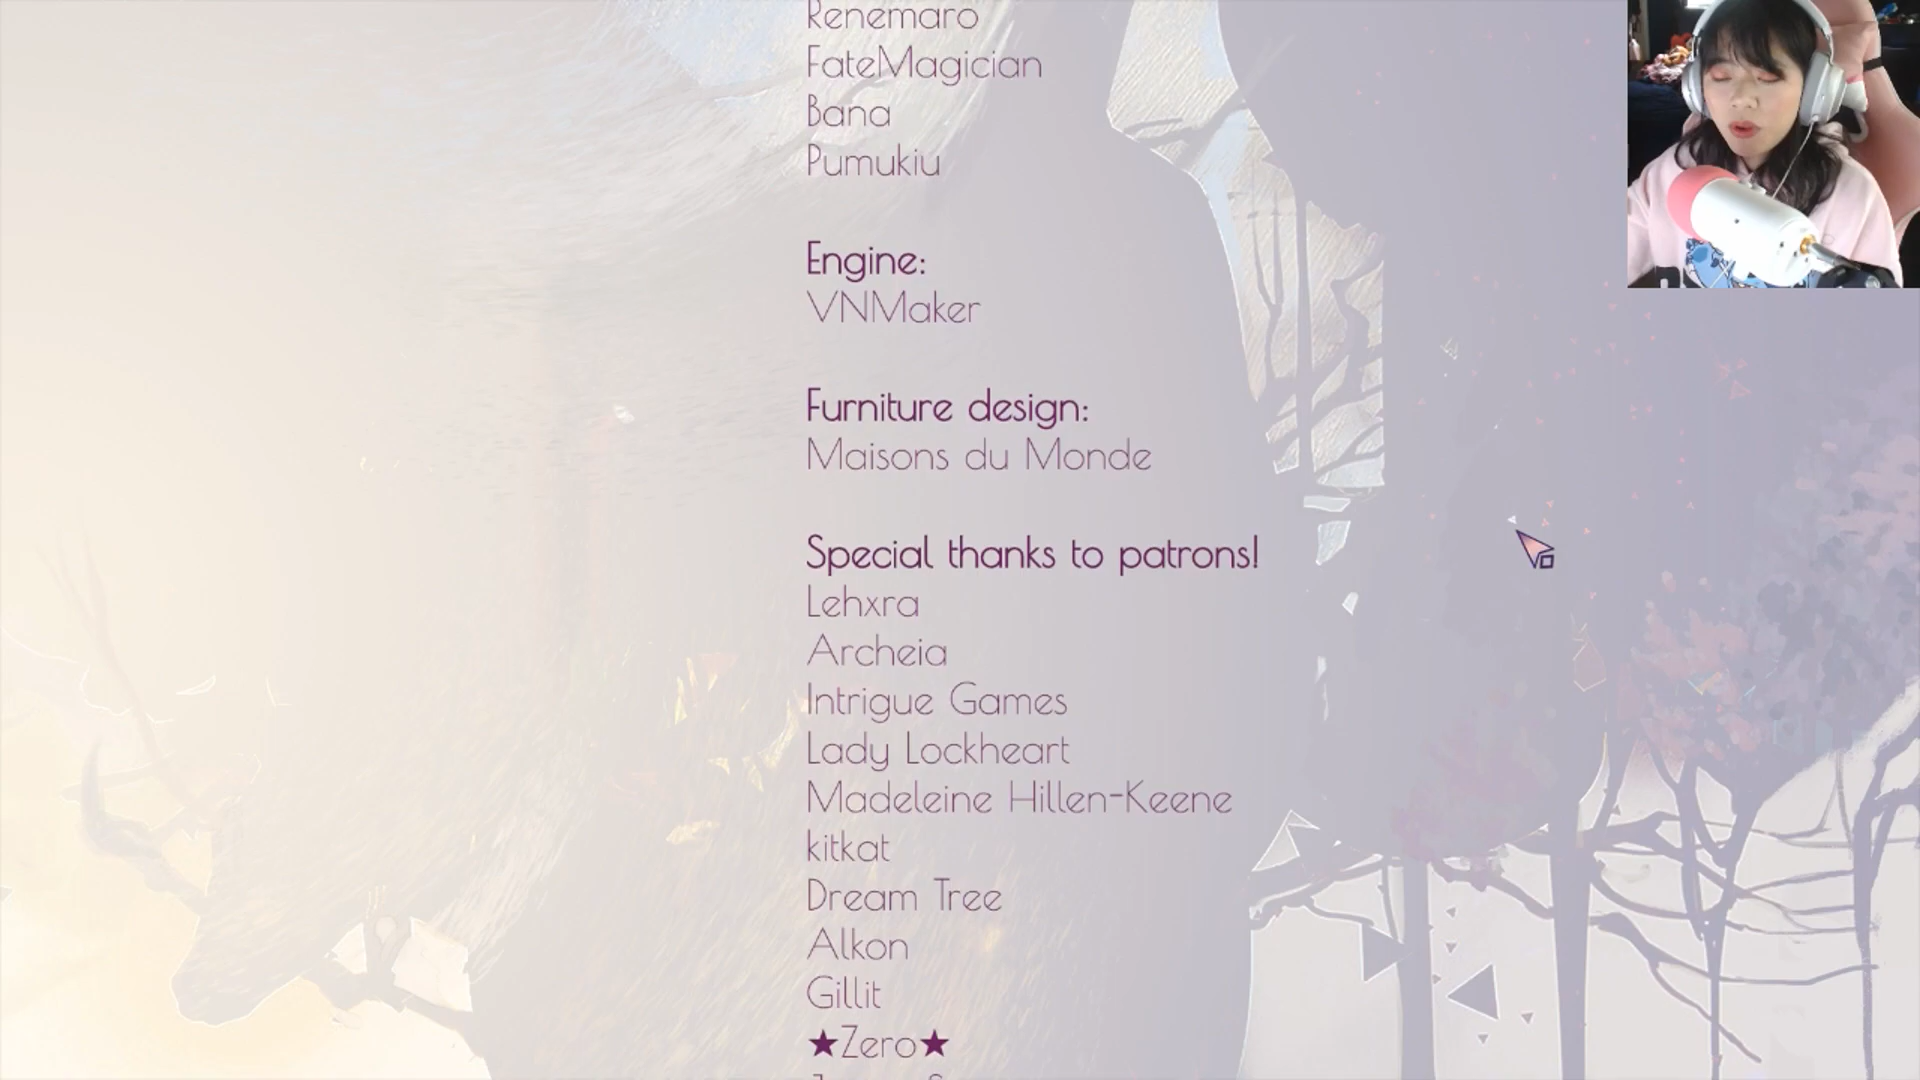 Renemaro
FateMagician
Bana
Pumukiu
Engine:
VNMaker
Furniture design:
Maisons du Monde
Special thanks to patrons!
Lehxra
Archeia
Intrigue Games
Lady Lockheart
Madeleine Hillen-Keene
kitkat
Dream Tree
Alkon
Gillit
★Zero★